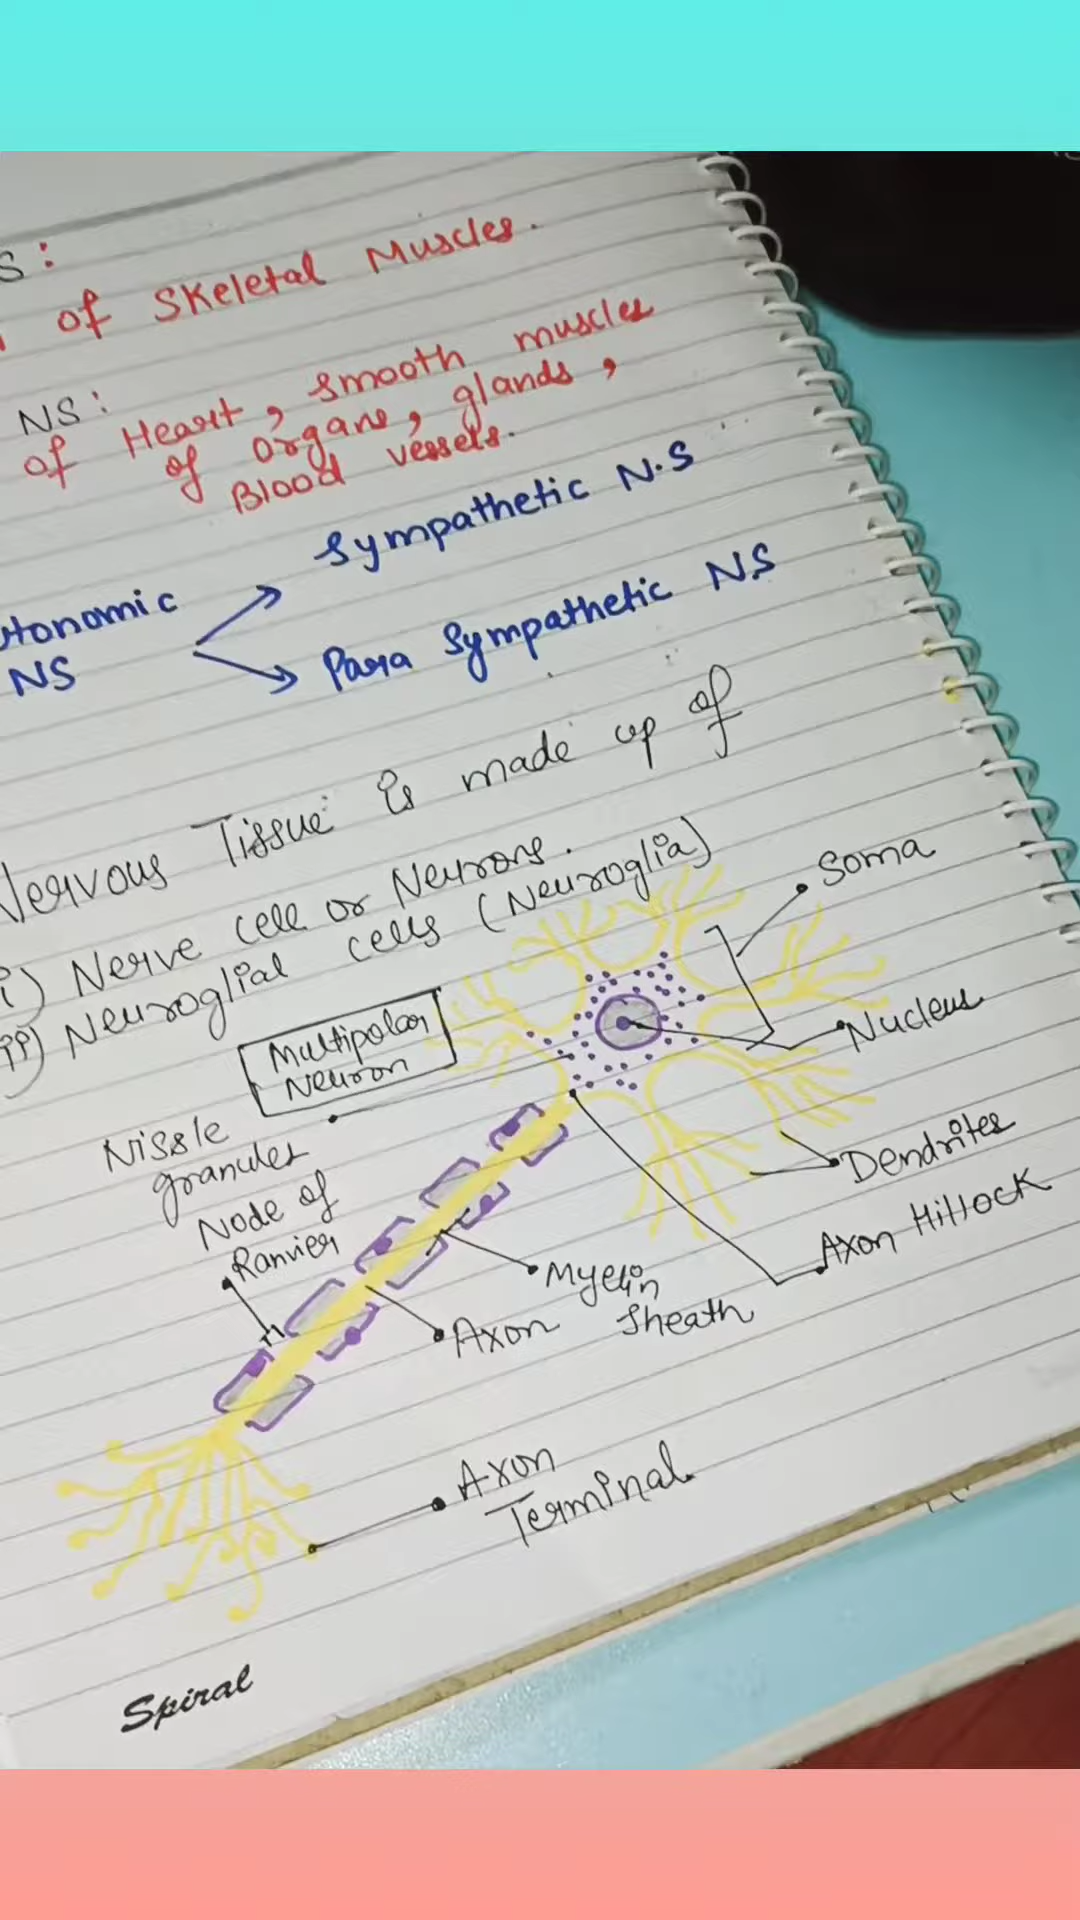 S:
of Skeletal Muscles.
NS:
of Heart, Smooth muscles
of organs, glands,
Blood vessels.
Sympathetic N.S
NS
Para Sympathetic NS
Nervous Tissue is made up of
i) Nerve cell or Neurons.
ii) Neuroglial cells (Neuroglia)
Soma
Multipolar
Neuron
Nucleus
Nissle
granules
Dendrites
Node of
Ranvier
Axon Hillock
Myelin
Sheath
Axon
Axon
Terminal
Spiral